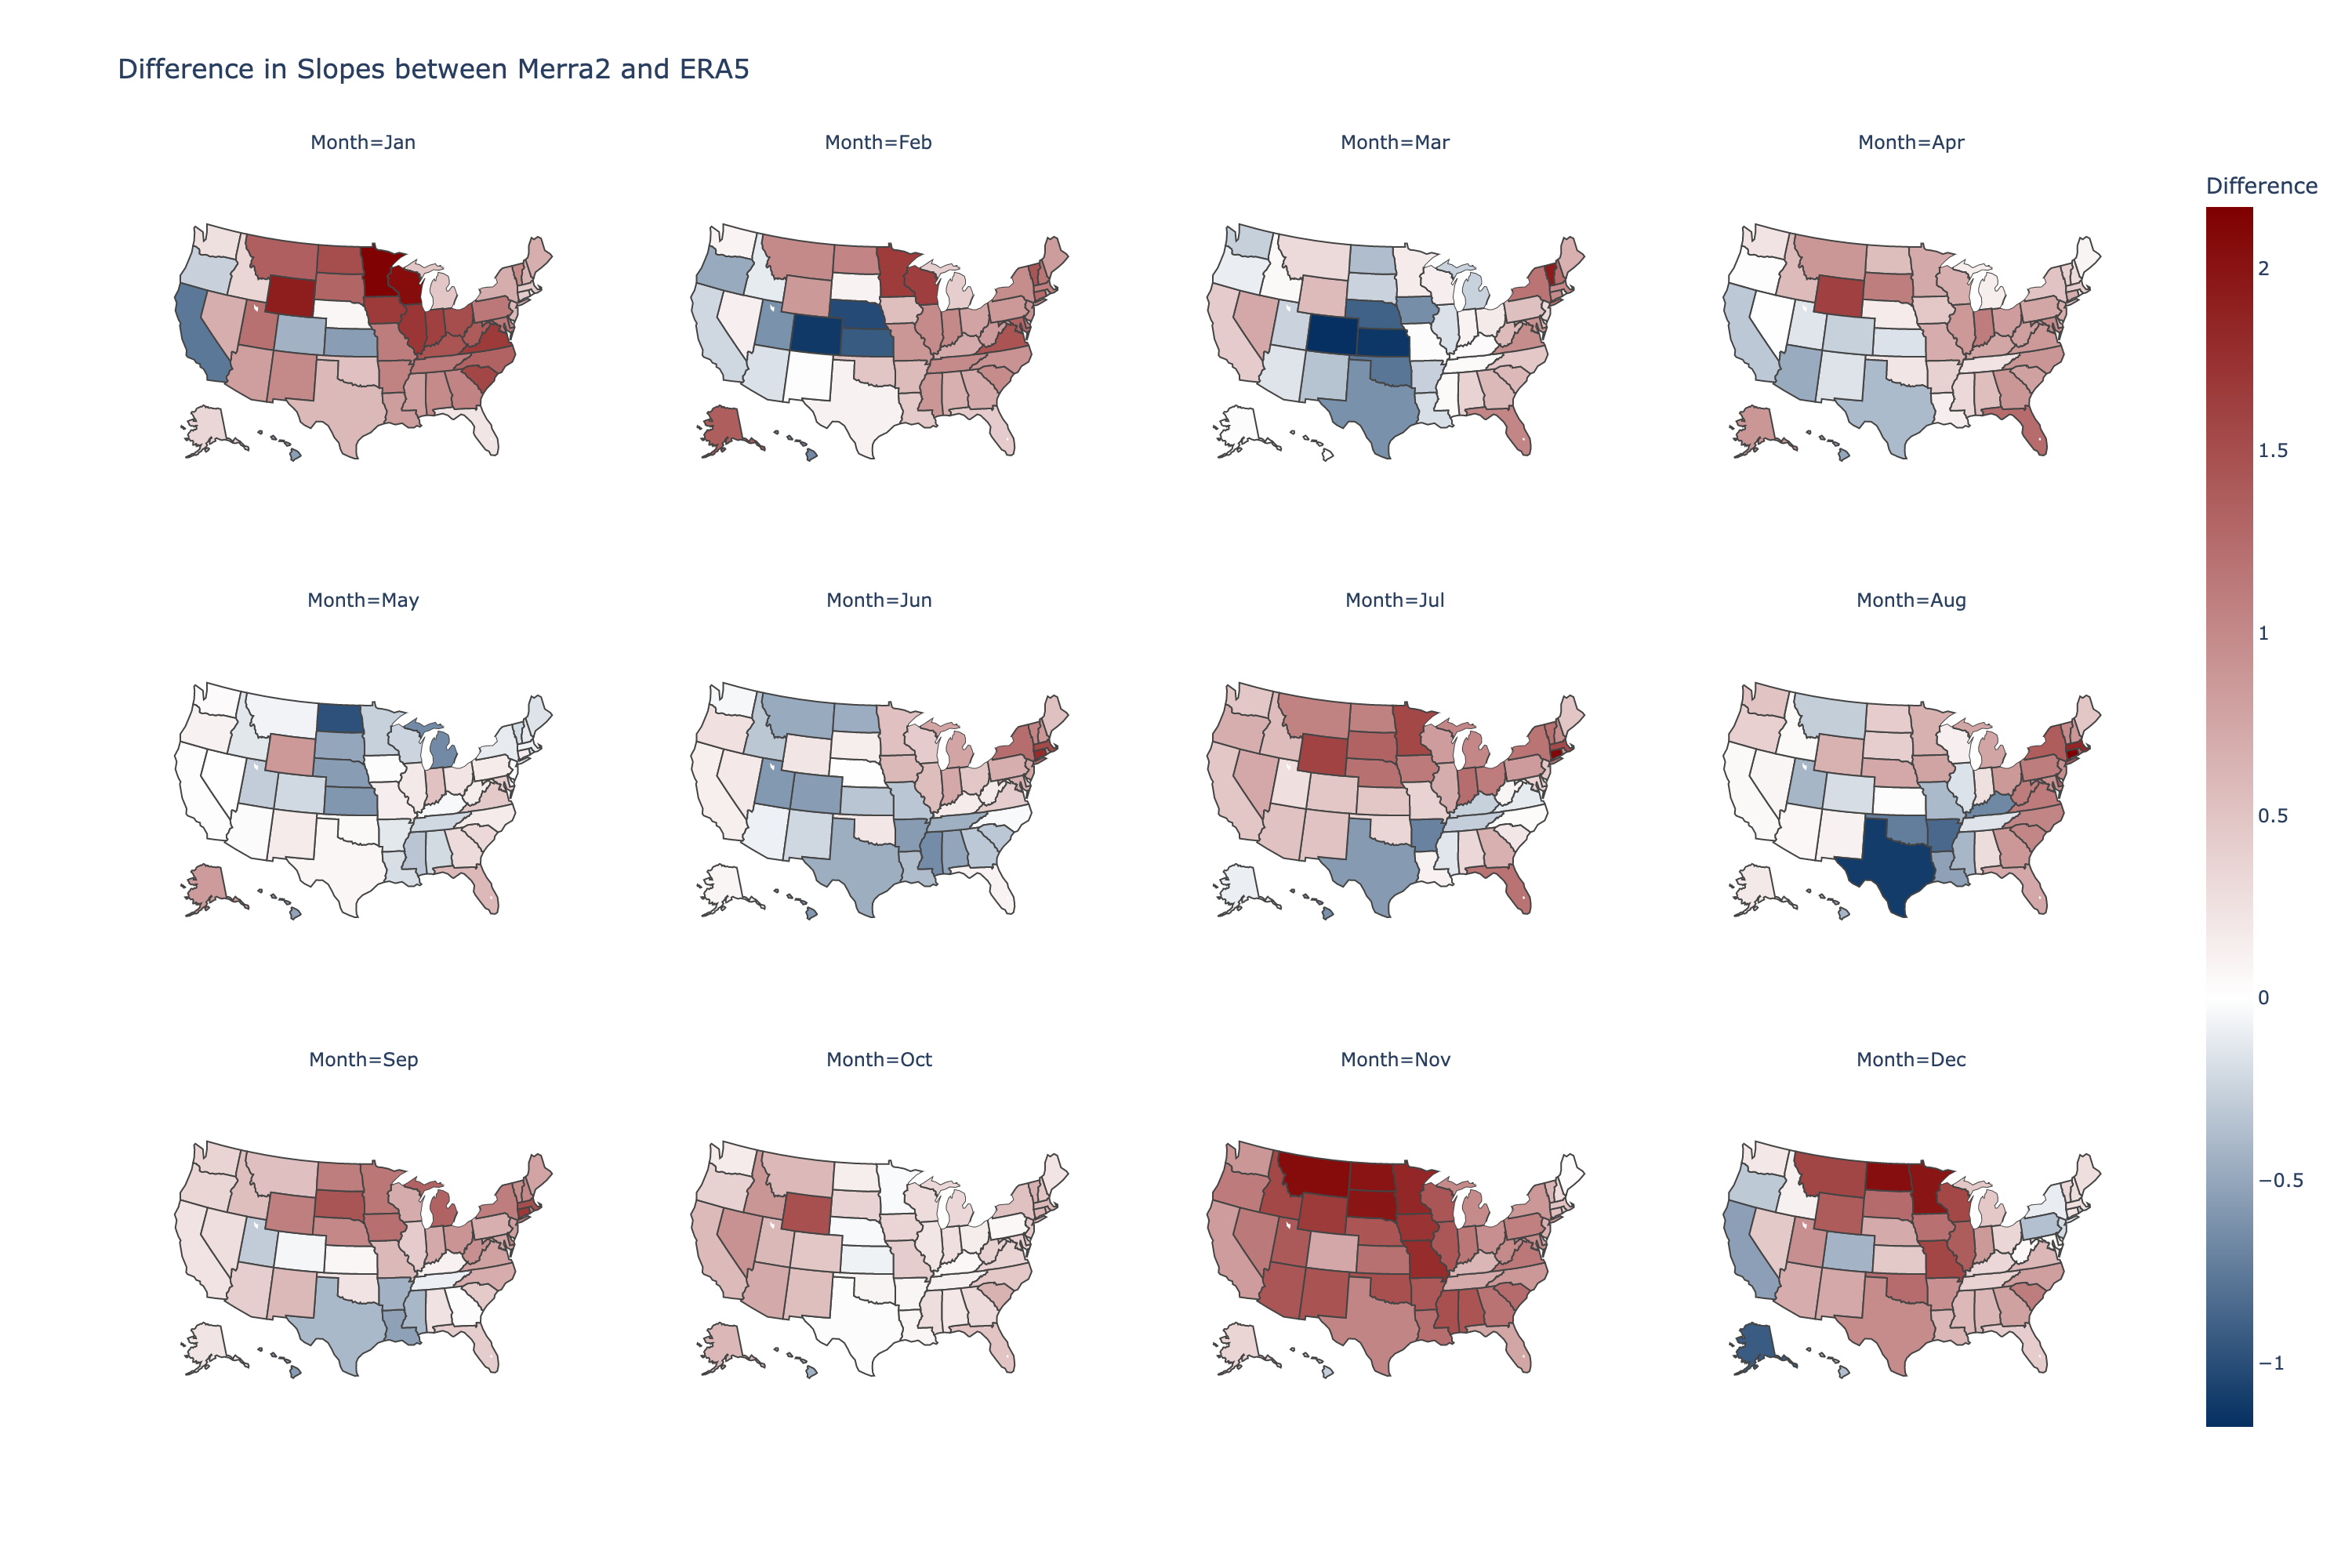 Difference in Slopes between Merra2 and ERA5
Month=Jan
Month=Feb
Month=Mar
Month=Apr
Difference
2
1.5
1
0.5
0
−0.5
−1
Month=May
Month=Jun
Month=Jul
Month=Aug
Month=Sep
Month=Oct
Month=Nov
Month=Dec